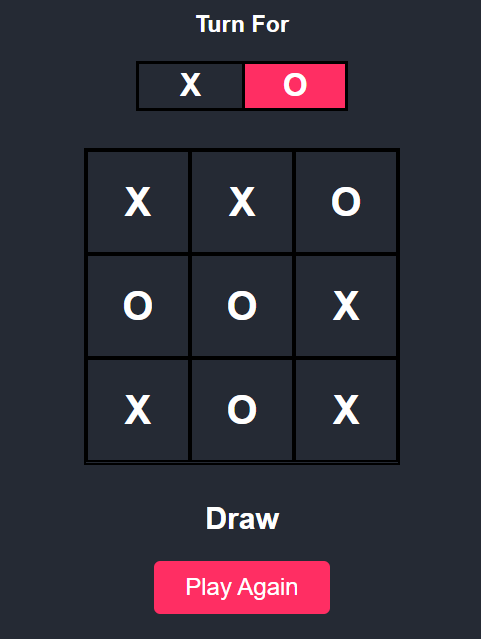 Turn For
X O
X X O
O O X
X O X
Draw
Play Again